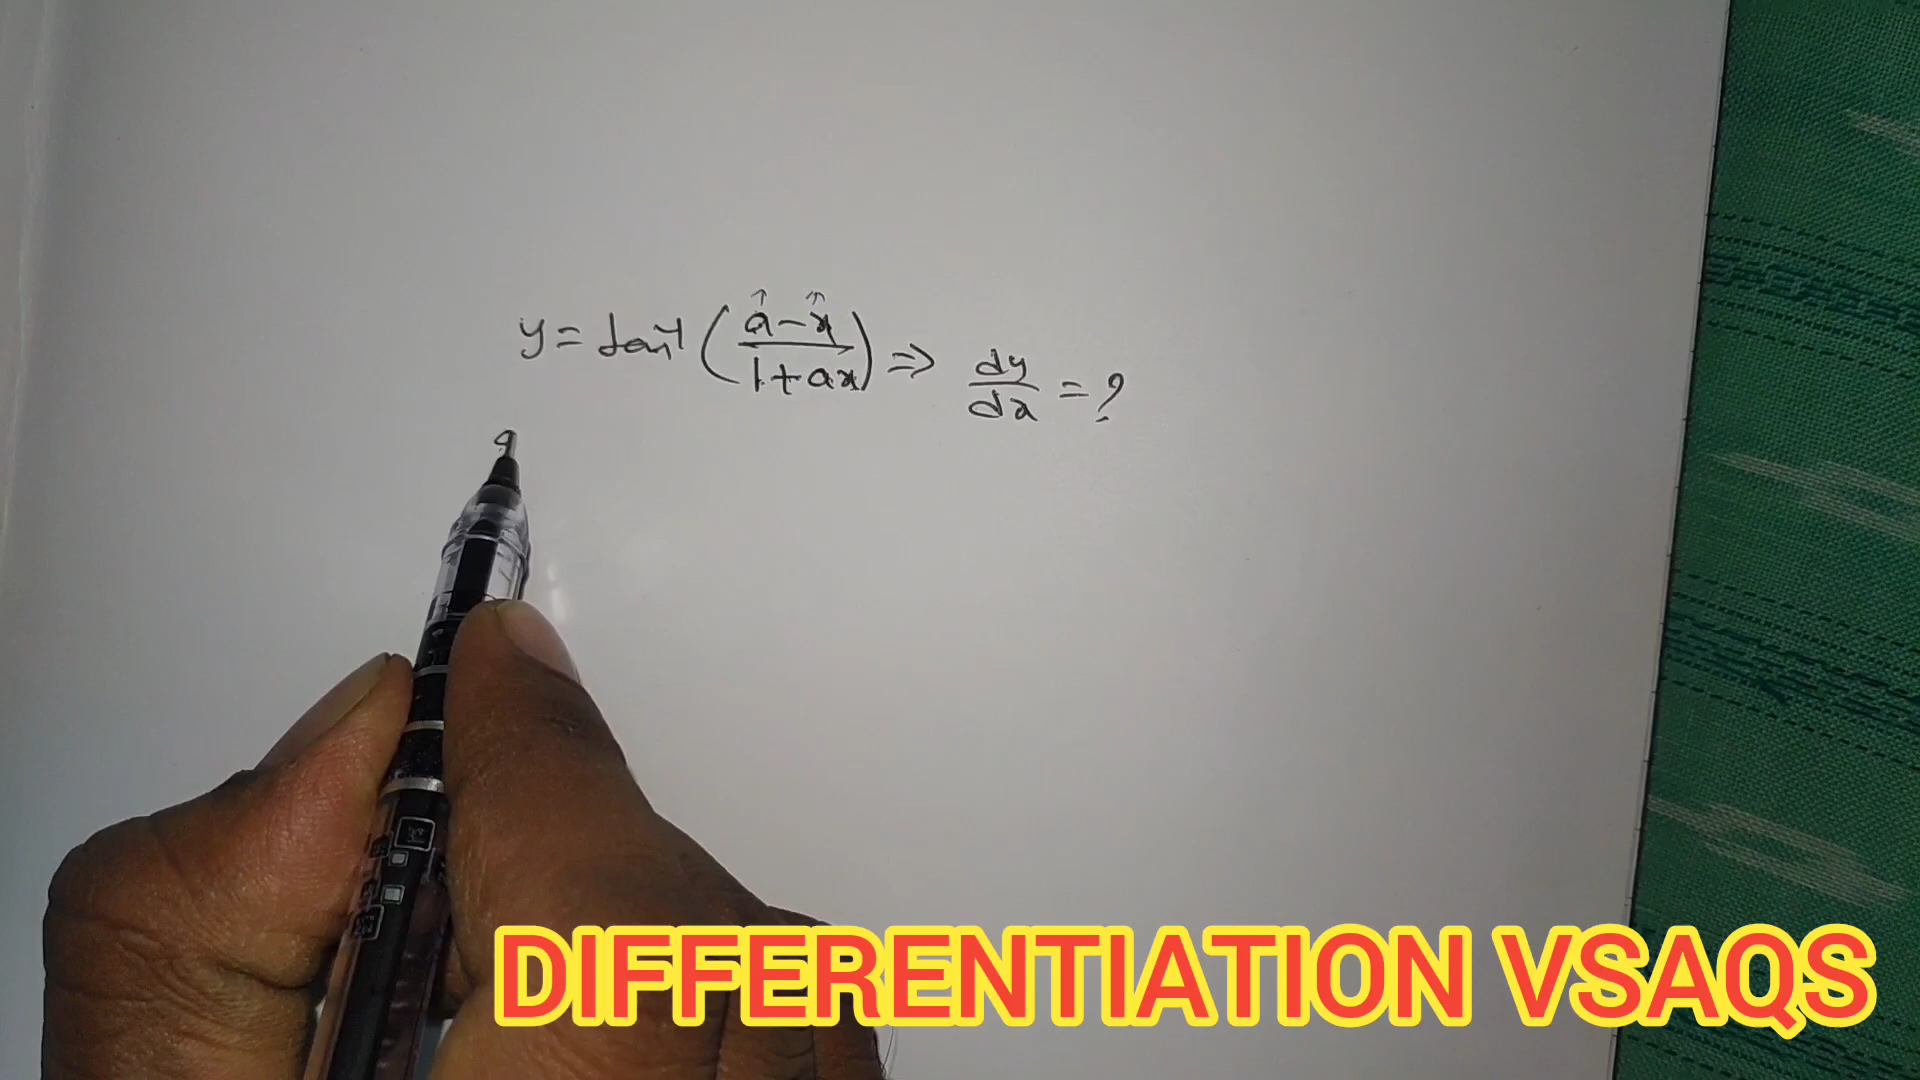 y = tan⁻¹ (a-x / 1+ax) ⇒ dy/dx = ?
DIFFERENTIATION VSAQS